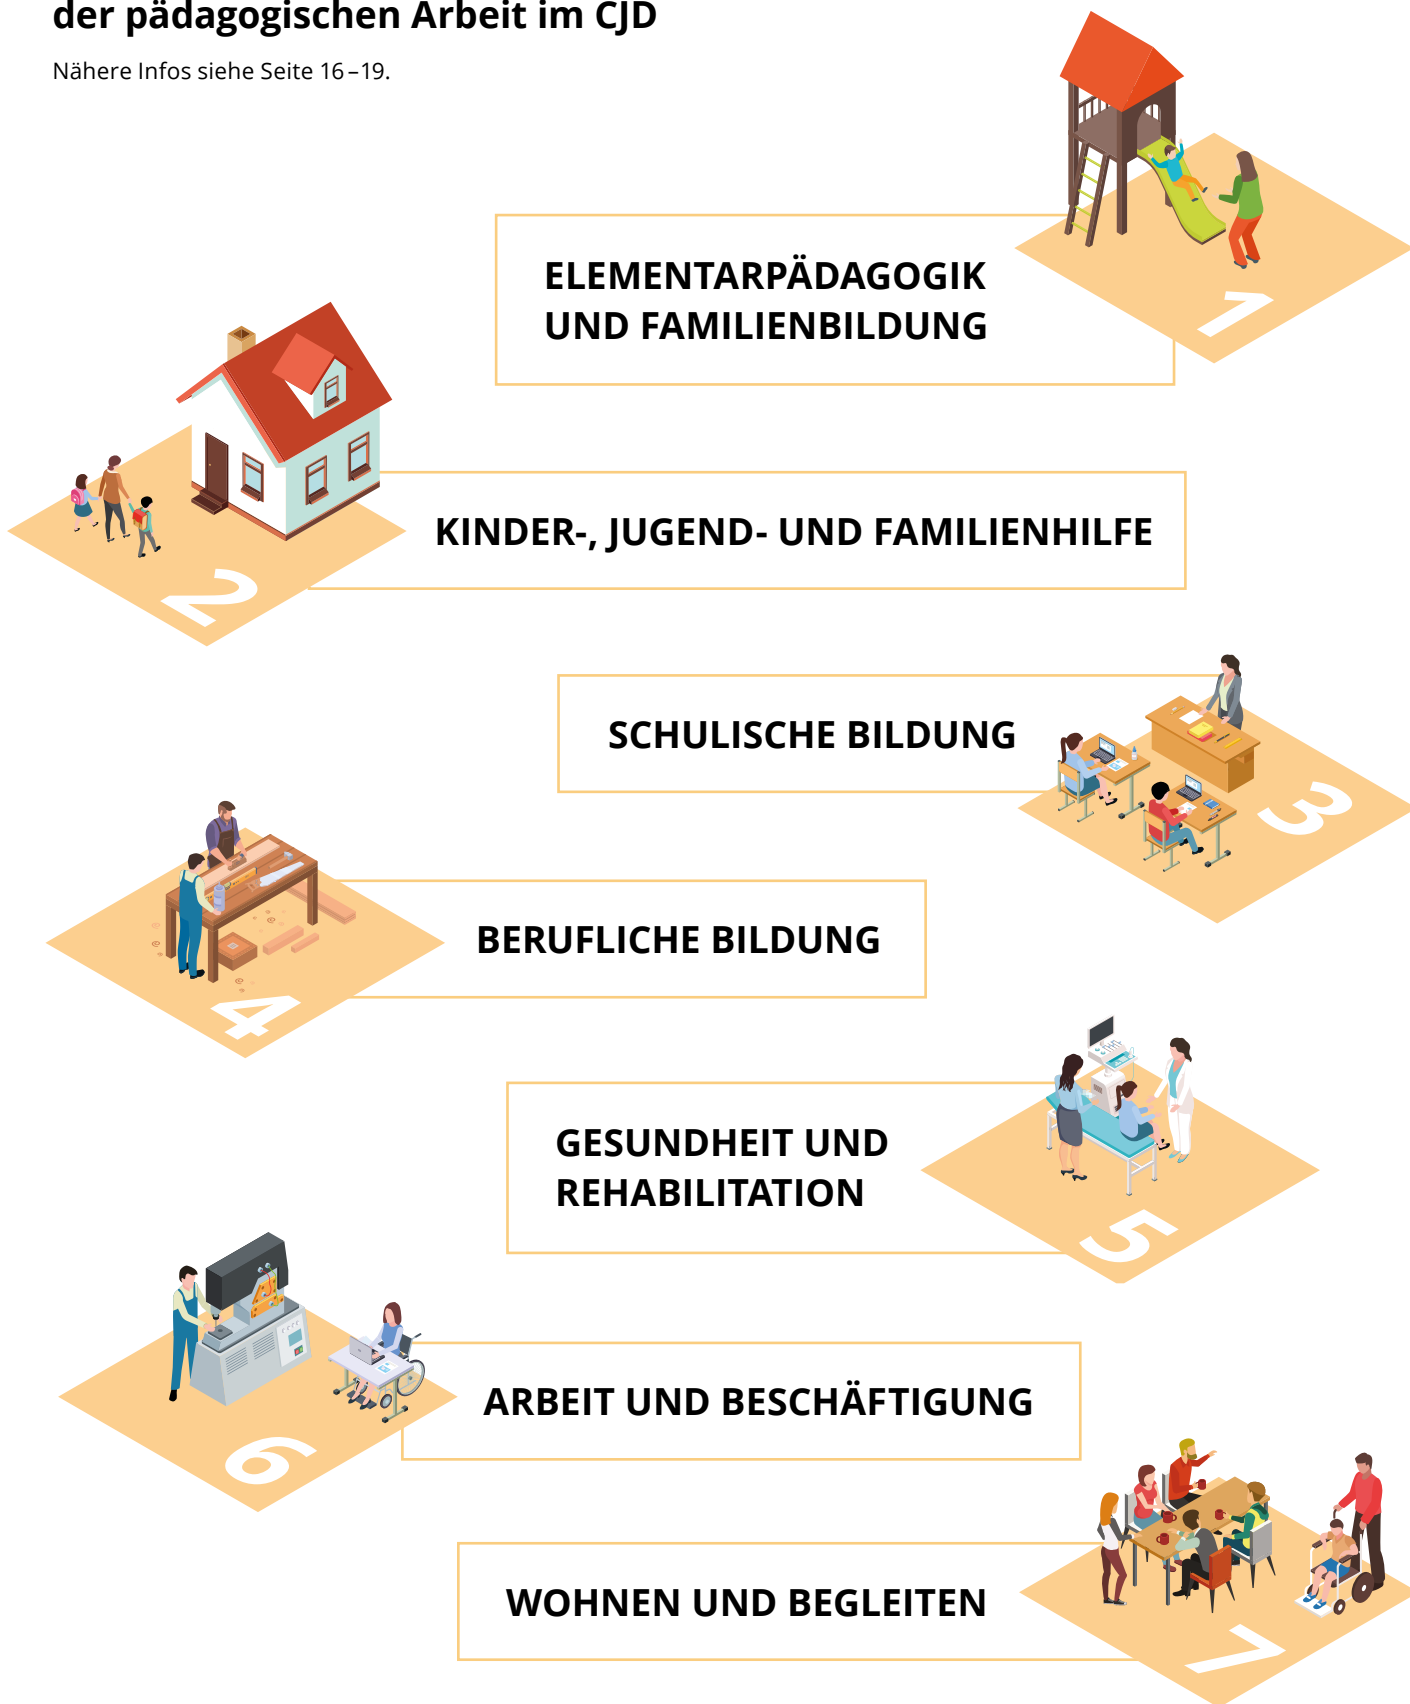 der pädagogischen Arbeit im CJD
Nähere Infos siehe Seite 16–19.
1
ELEMENTARPÄDAGOGIK
UND FAMILIENBILDUNG
2
KINDER-, JUGEND- UND FAMILIENHILFE
3
SCHULISCHE BILDUNG
4
BERUFLICHE BILDUNG
5
GESUNDHEIT UND
REHABILITATION
6
ARBEIT UND BESCHÄFTIGUNG
7
WOHNEN UND BEGLEITEN